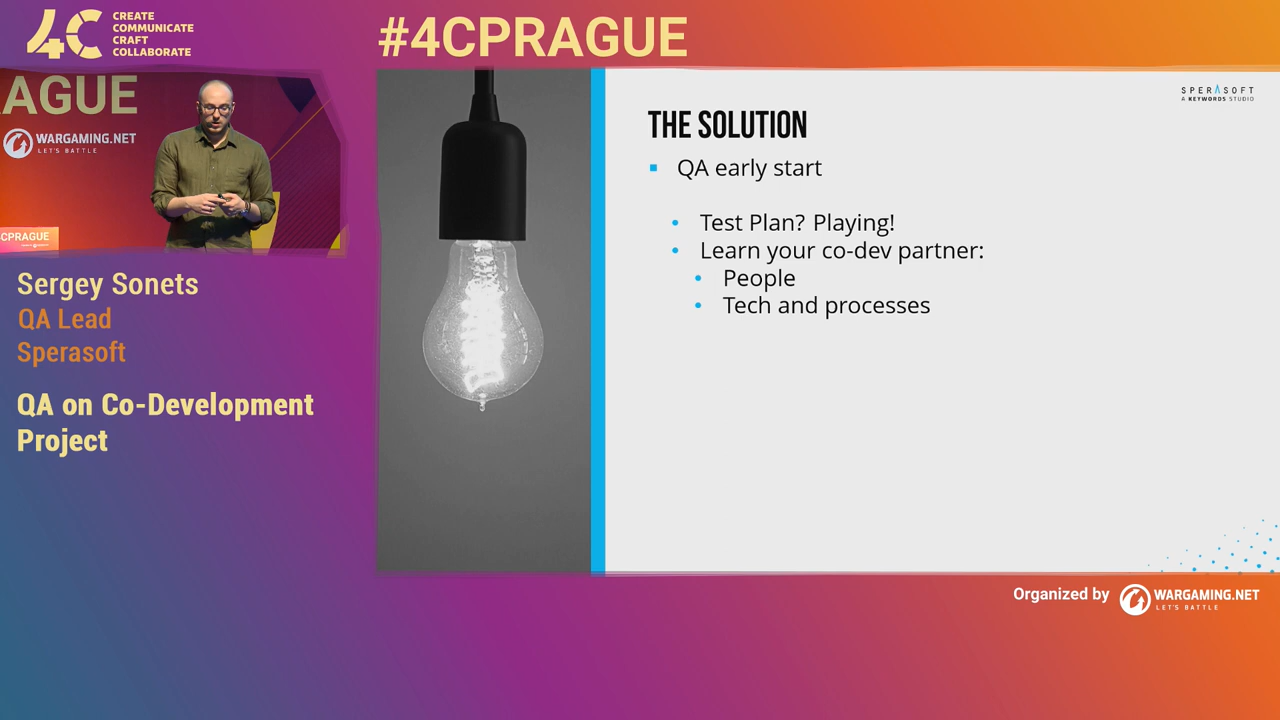 4C
CREATE
COMMUNICATE
CRAFT
COLLABORATE
#4CPRAGUE
AGUE
WARGAMING.NET
LET'S BATTLE
CPRAGUE
Sergey Sonets
QA Lead
Sperasoft
QA on Co-Development
Project
SPERASOFT
A KEYWORDS STUDIO
THE SOLUTION
QA early start
Test Plan? Playing!
Learn your co-dev partner:
People
Tech and processes
Organized by
WARGAMING.NET
LET'S BATTLE